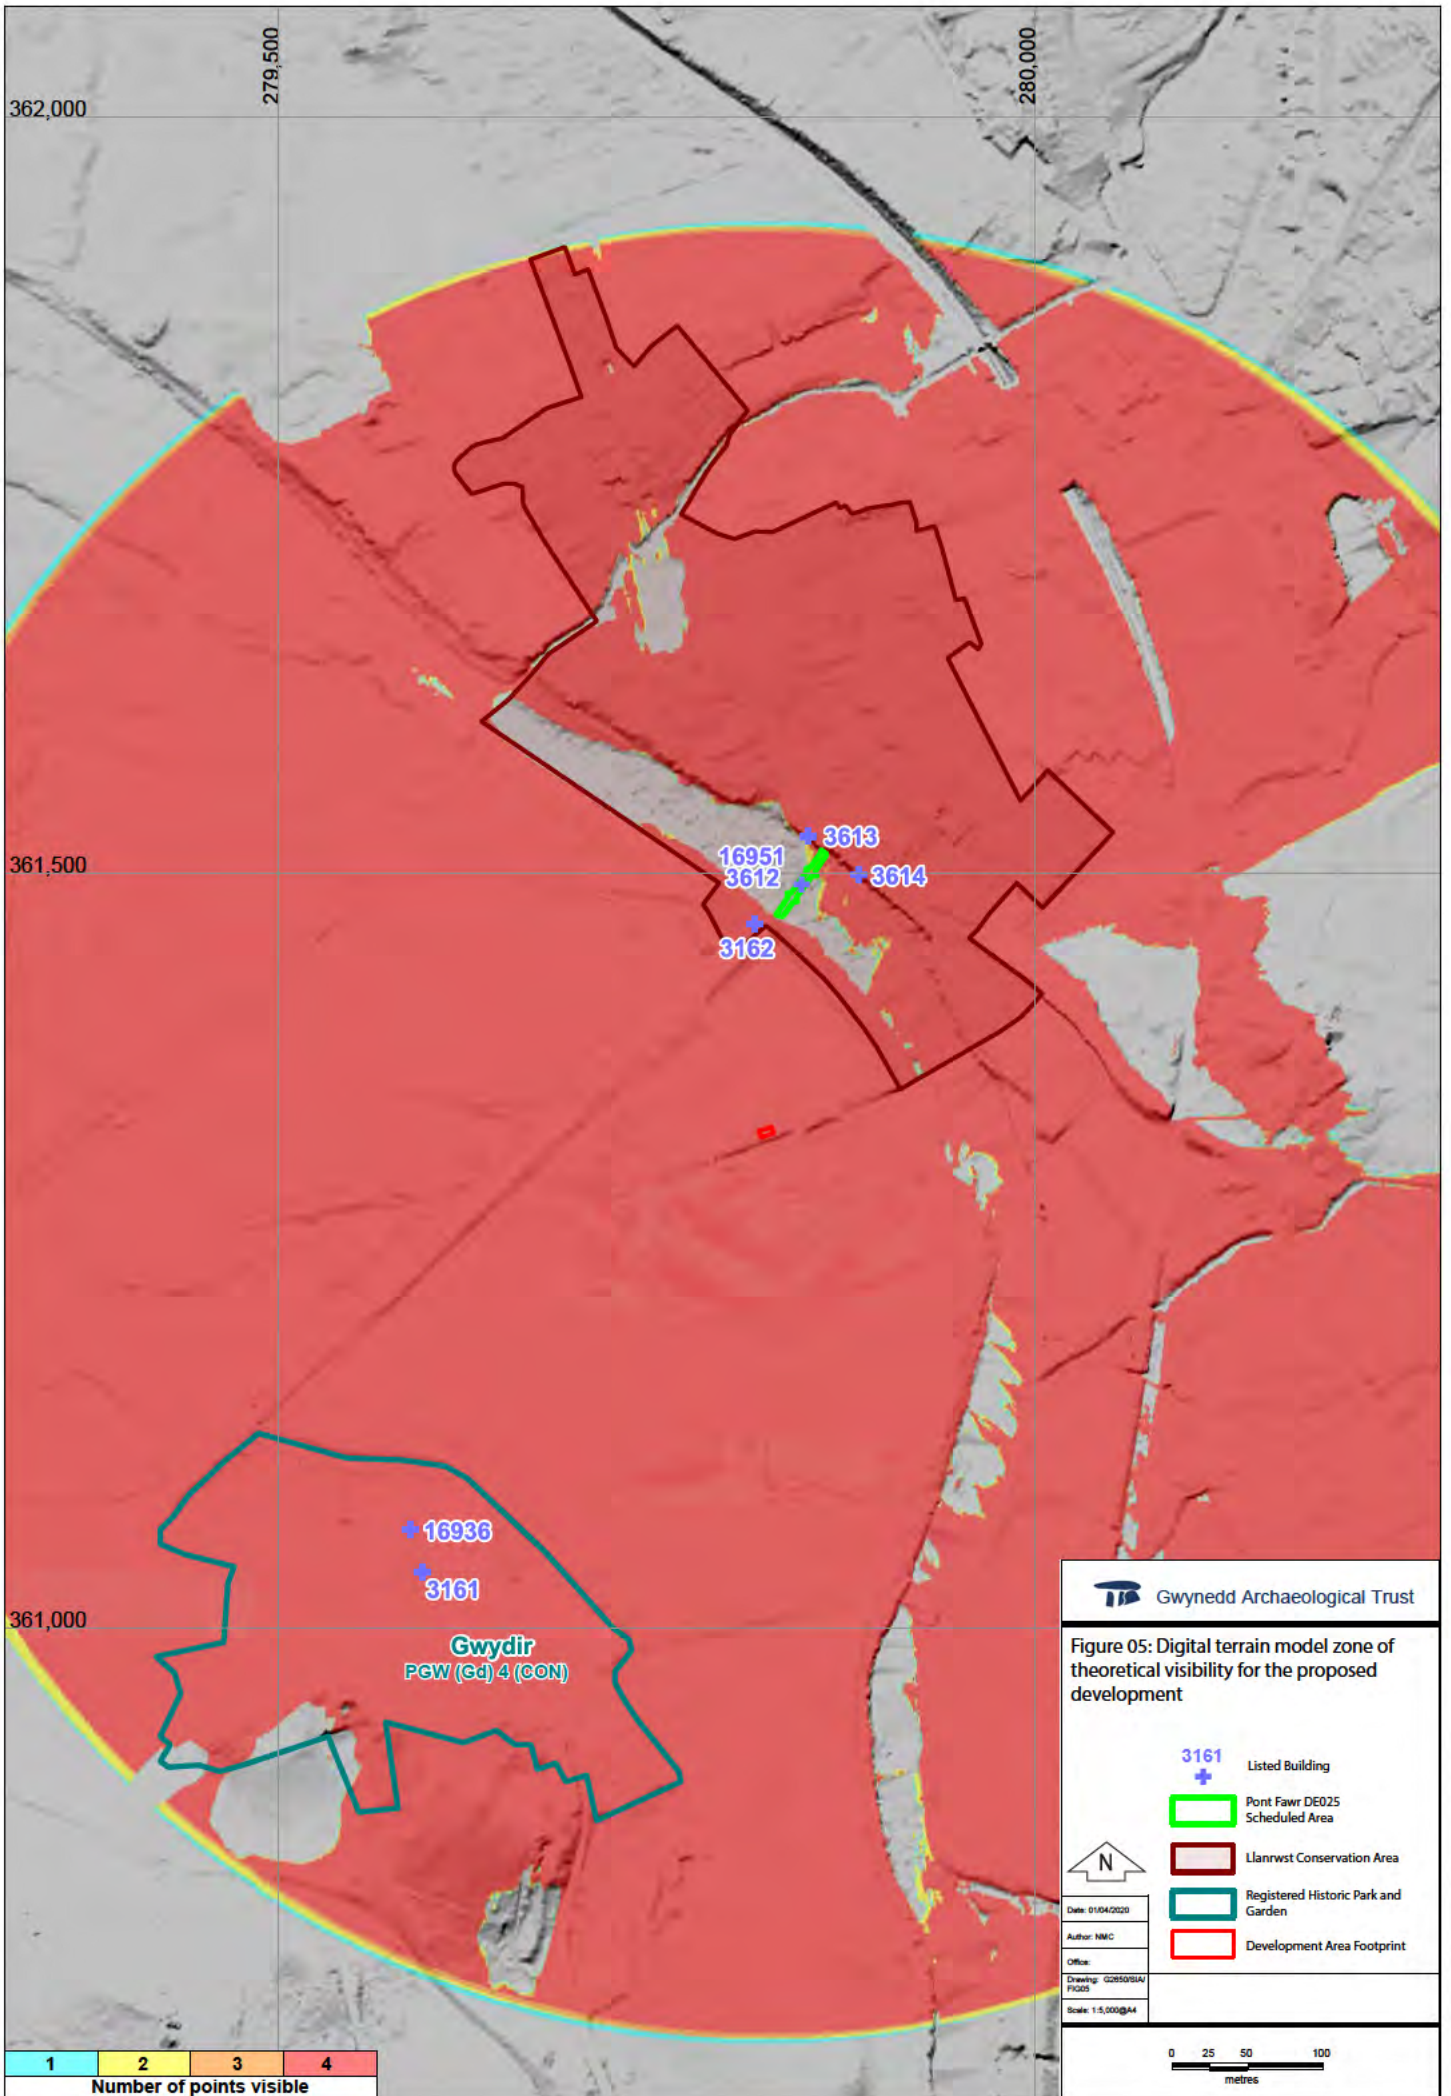 279,500
280,000
362,000
3613
16951
361,500
3612
3614
3162
16936
3161
361,000
Gwydir
PGW (Gd) 4 (CON)
Gwynedd Archaeological Trust
Figure 05: Digital terrain model zone of
theoretical visibility for the proposed
development
3161
Listed Building
Pont Fawr DE025
Scheduled Area
N
Llanrwst Conservation Area
Registered Historic Park and
Garden
Development Area Footprint
Date: 01/04/2020
Author: NMC
Office:
Drawing: G2650/SIA/
FIG05
Scale: 1:5,000@A4
0 25 50 100
metres
1 2 3 4
Number of points visible